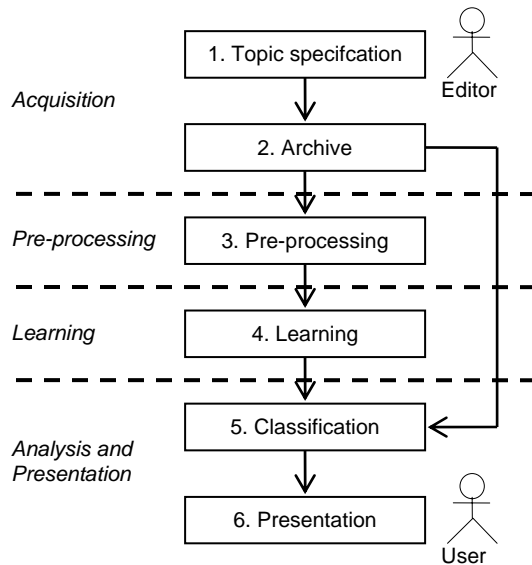 1. Topic specifcation
Editor
Acquisition
2. Archive
Pre-processing
3. Pre-processing
Learning
4. Learning
5. Classification
Analysis and
Presentation
6. Presentation
User